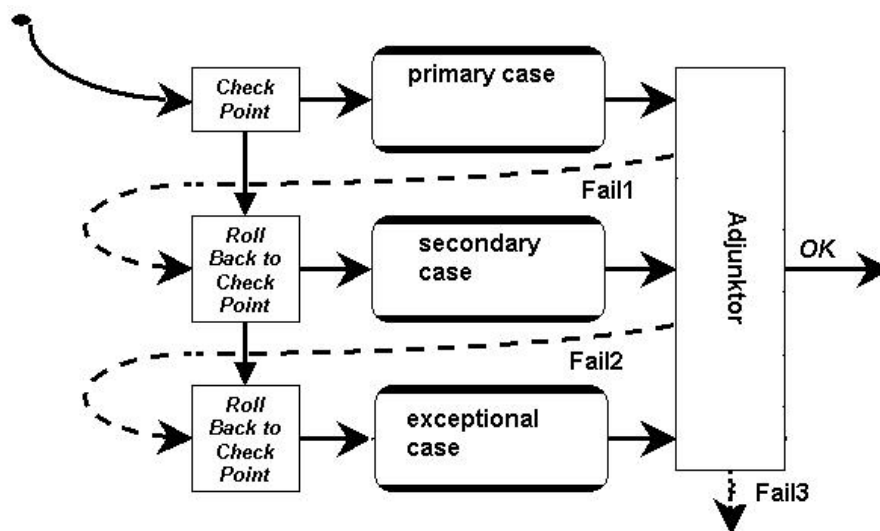 Check
Point
primary case
Fail1
Roll
Back to
Check
Point
secondary
case
Adjunktor
OK
Fail2
Roll
Back to
Check
Point
exceptional
case
Fail3